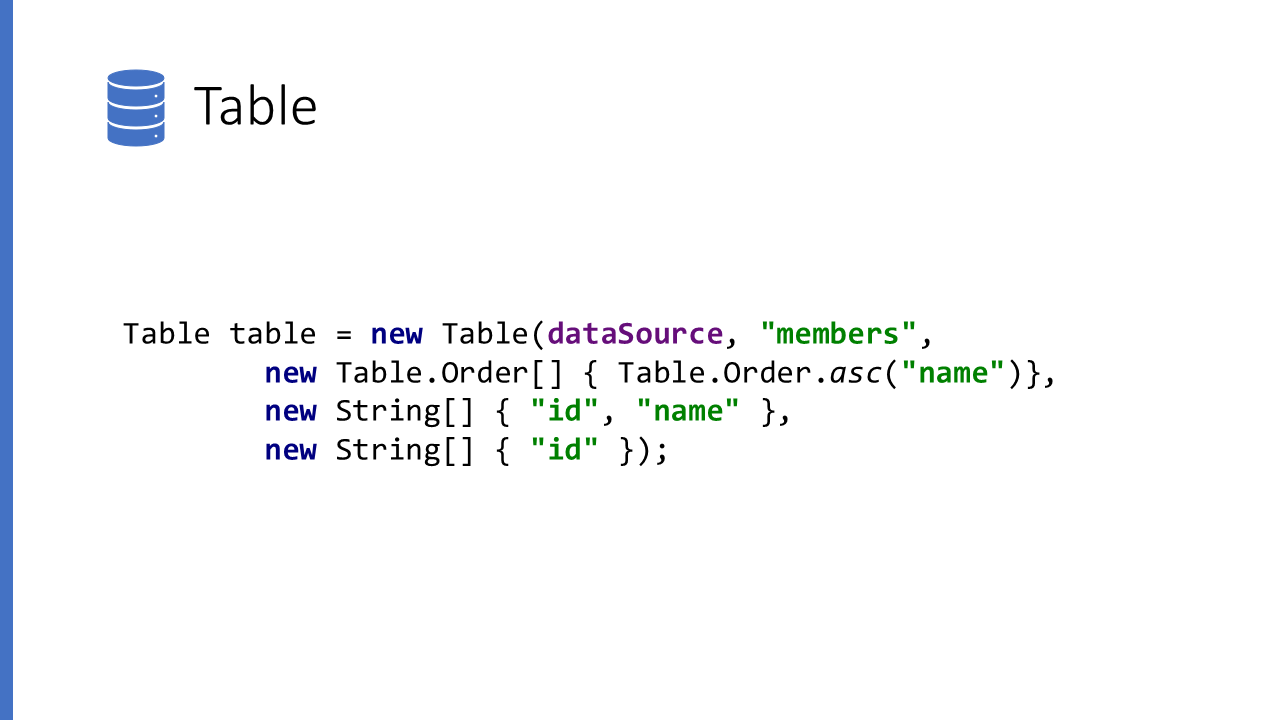 Table
Table table = new Table(dataSource, "members",
new Table.Order[] { Table.Order.asc("name")},
new String[] { "id", "name" },
new String[] { "id" });